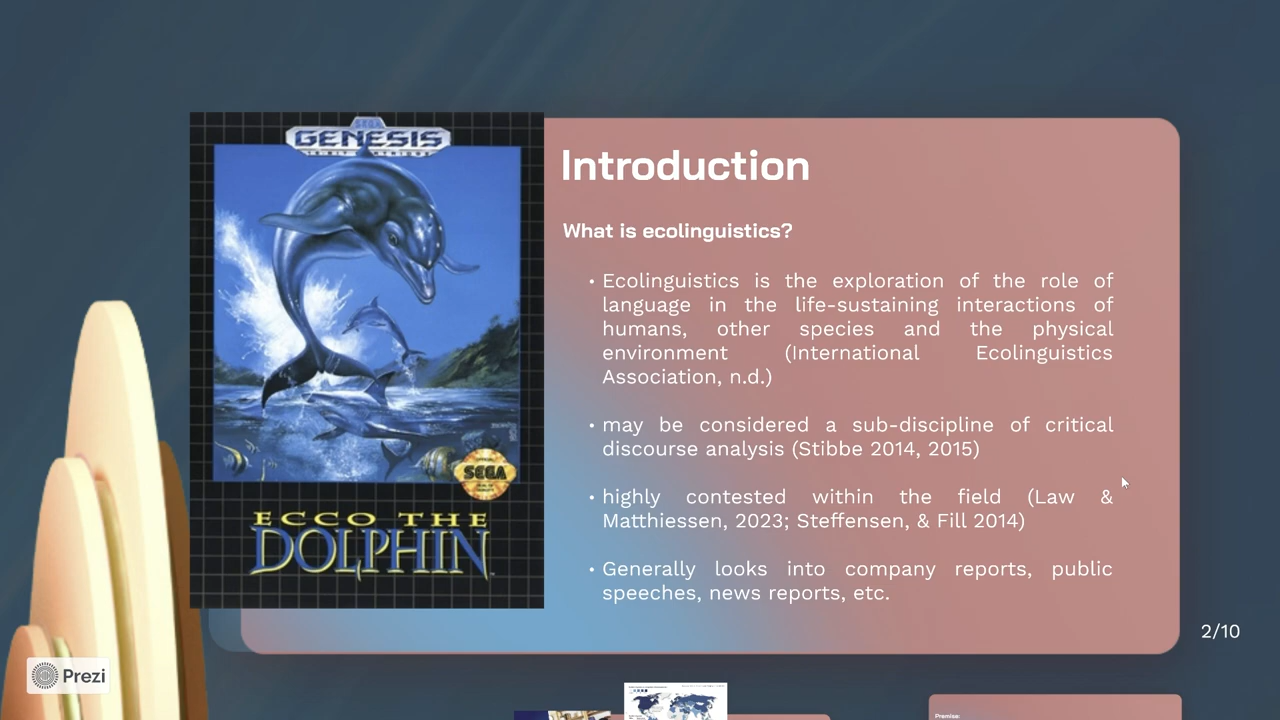 SEGA
GENESIS
SEGA
ECCO THE
DOLPHIN
Introduction
What is ecolinguistics?
• Ecolinguistics is the exploration of the role of
language in the life-sustaining interactions of
humans, other species and the physical
environment (International Ecolinguistics
Association, n.d.)
• may be considered a sub-discipline of critical
discourse analysis (Stibbe 2014, 2015)
• highly contested within the field (Law &
Matthiessen, 2023; Steffensen, & Fill 2014)
• Generally looks into company reports, public
speeches, news reports, etc.
2/10
Prezi
Premise: